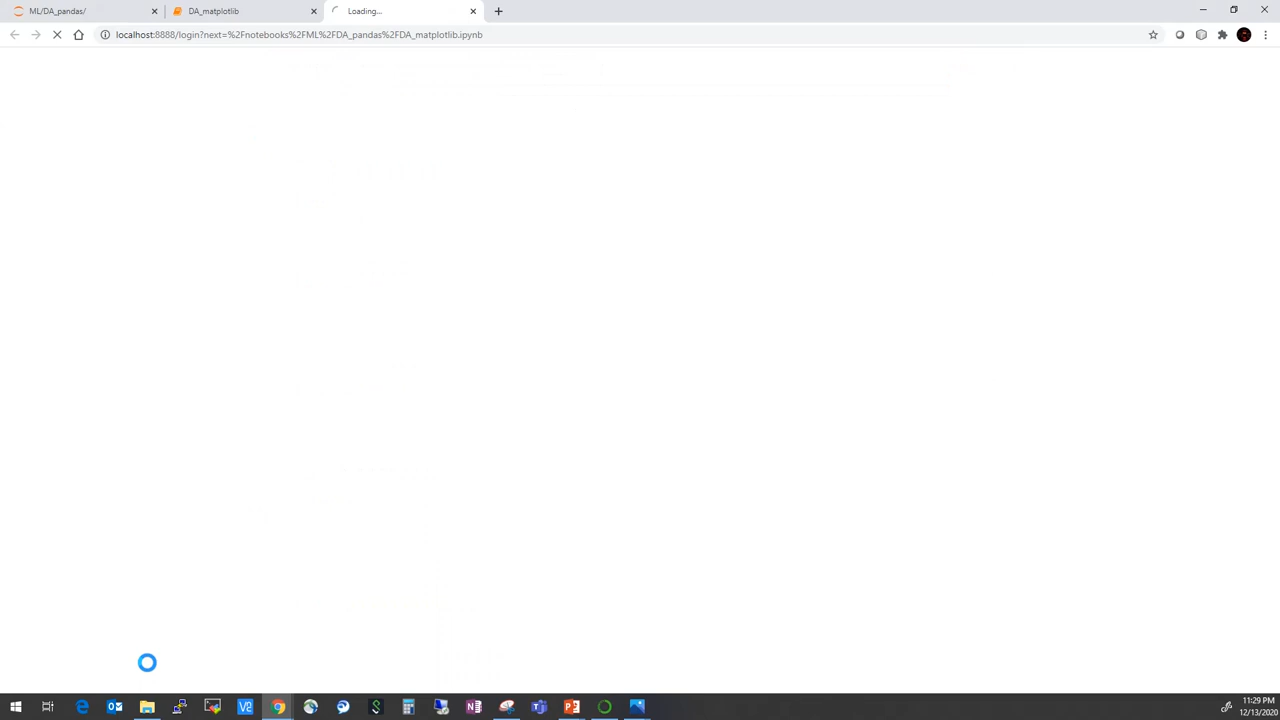 ML/DA_pandas/
DA_matplotlib
Loading...
localhost:8888/login?next=%2Fnotebooks%2FML%2FDA_pandas%2FDA_matplotlib.ipynb
11:29 PM
12/13/2020